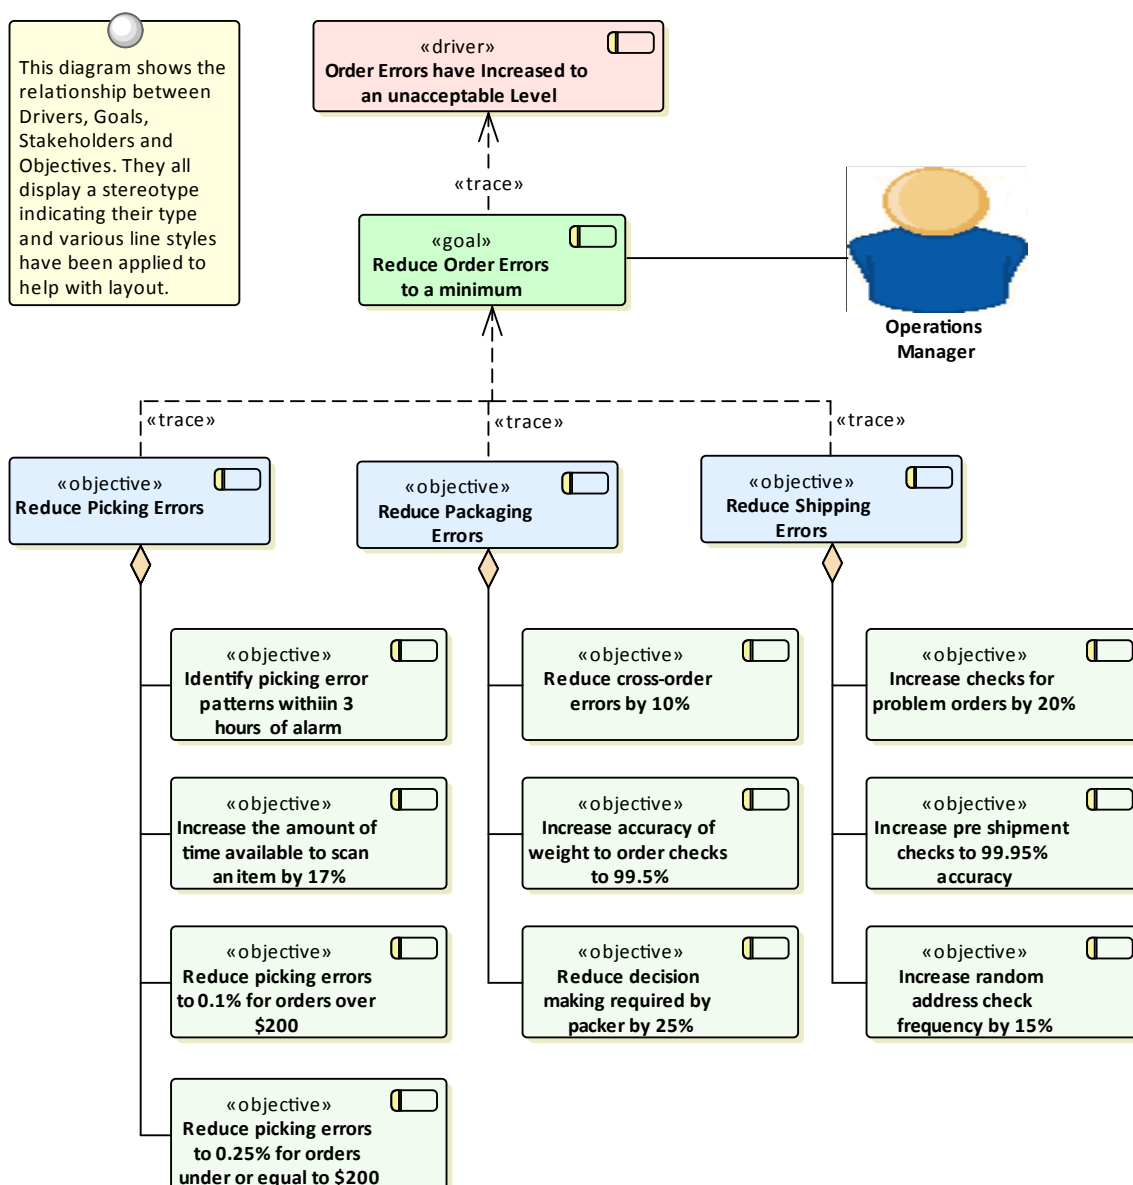 This diagram shows the
relationship between
Drivers, Goals,
Stakeholders and
Objectives. They all
display a stereotype
indicating their type
and various line styles
have been applied to
help with layout.
«driver»
Order Errors have Increased to
an unacceptable Level
«trace»
«goal»
Reduce Order Errors
to a minimum
Operations
Manager
«trace»
«trace»
«trace»
«objective»
Reduce Picking Errors
«objective»
Reduce Packaging
Errors
«objective»
Reduce Shipping
Errors
«objective»
Identify picking error
patterns withiin 3
hours of alarm
«objective»
Increase the amount of
time available to scan
an item by 17%
«objective»
Reduce picking errors
to 0.1% for orders over
$200
«objective»
Reduce picking errors
to 0.25% for orders
under or equal to $200
«objective»
Reduce cross-order
errors by 10%
«objective»
Increase accuracy of
weight to order checks
to 99.5%
«objective»
Reduce decision
making required by
packer by 25%
«objective»
Increase checks for
problem orders by 20%
«objective»
Increase pre shipment
checks to 99.95%
accuracy
«objective»
Increase random
address check
frequency by 15%